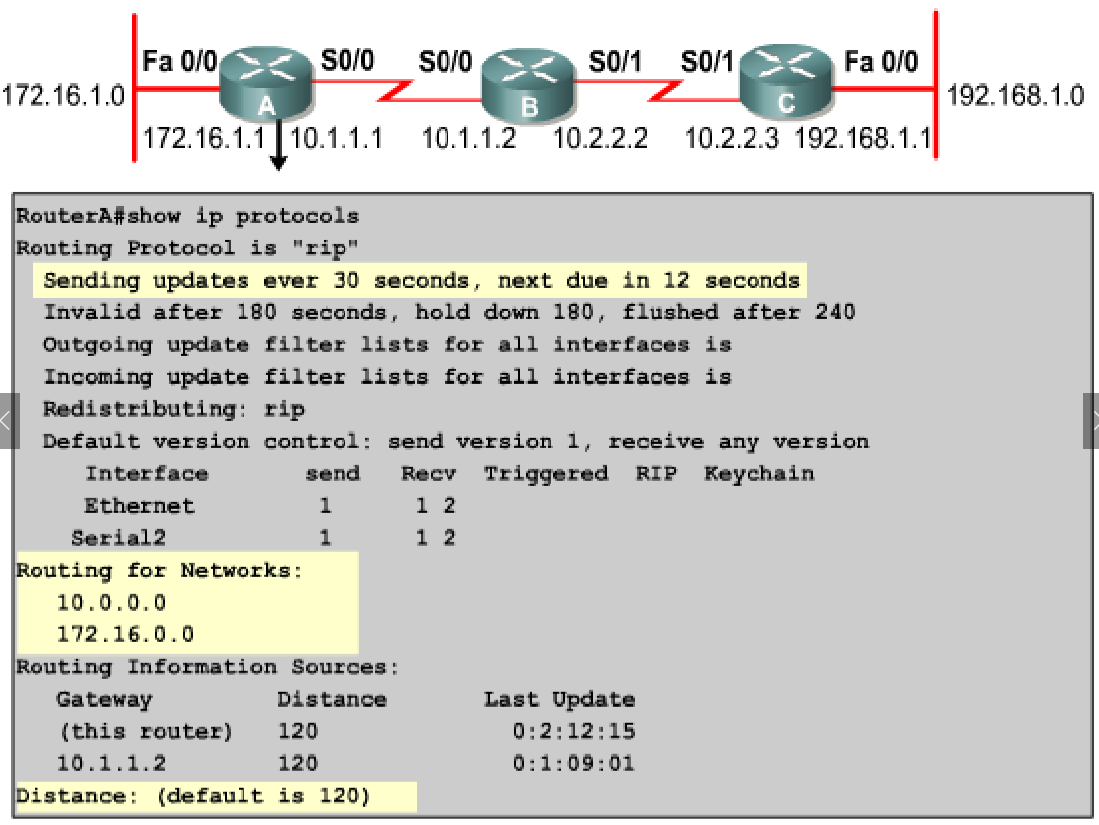 Fa 0/0 S0/0 S0/0 S0/1 S0/1 Fa 0/0
172.16.1.0 A B C 192.168.1.0
172.16.1.1 10.1.1.1 10.1.1.2 10.2.2.2 10.2.2.3 192.168.1.1
RouterA#show ip protocols
Routing Protocol is "rip"
Sending updates ever 30 seconds, next due in 12 seconds
Invalid after 180 seconds, hold down 180, flushed after 240
Outgoing update filter lists for all interfaces is
Incoming update filter lists for all interfaces is
Redistributing: rip
Default version control: send version 1, receive any version
Interface send Recv Triggered RIP Keychain
Ethernet 1 1 2
Serial2 1 1 2
Routing for Networks:
10.0.0.0
172.16.0.0
Routing Information Sources:
Gateway Distance Last Update
(this router) 120 0:2:12:15
10.1.1.2 120 0:1:09:01
Distance: (default is 120)